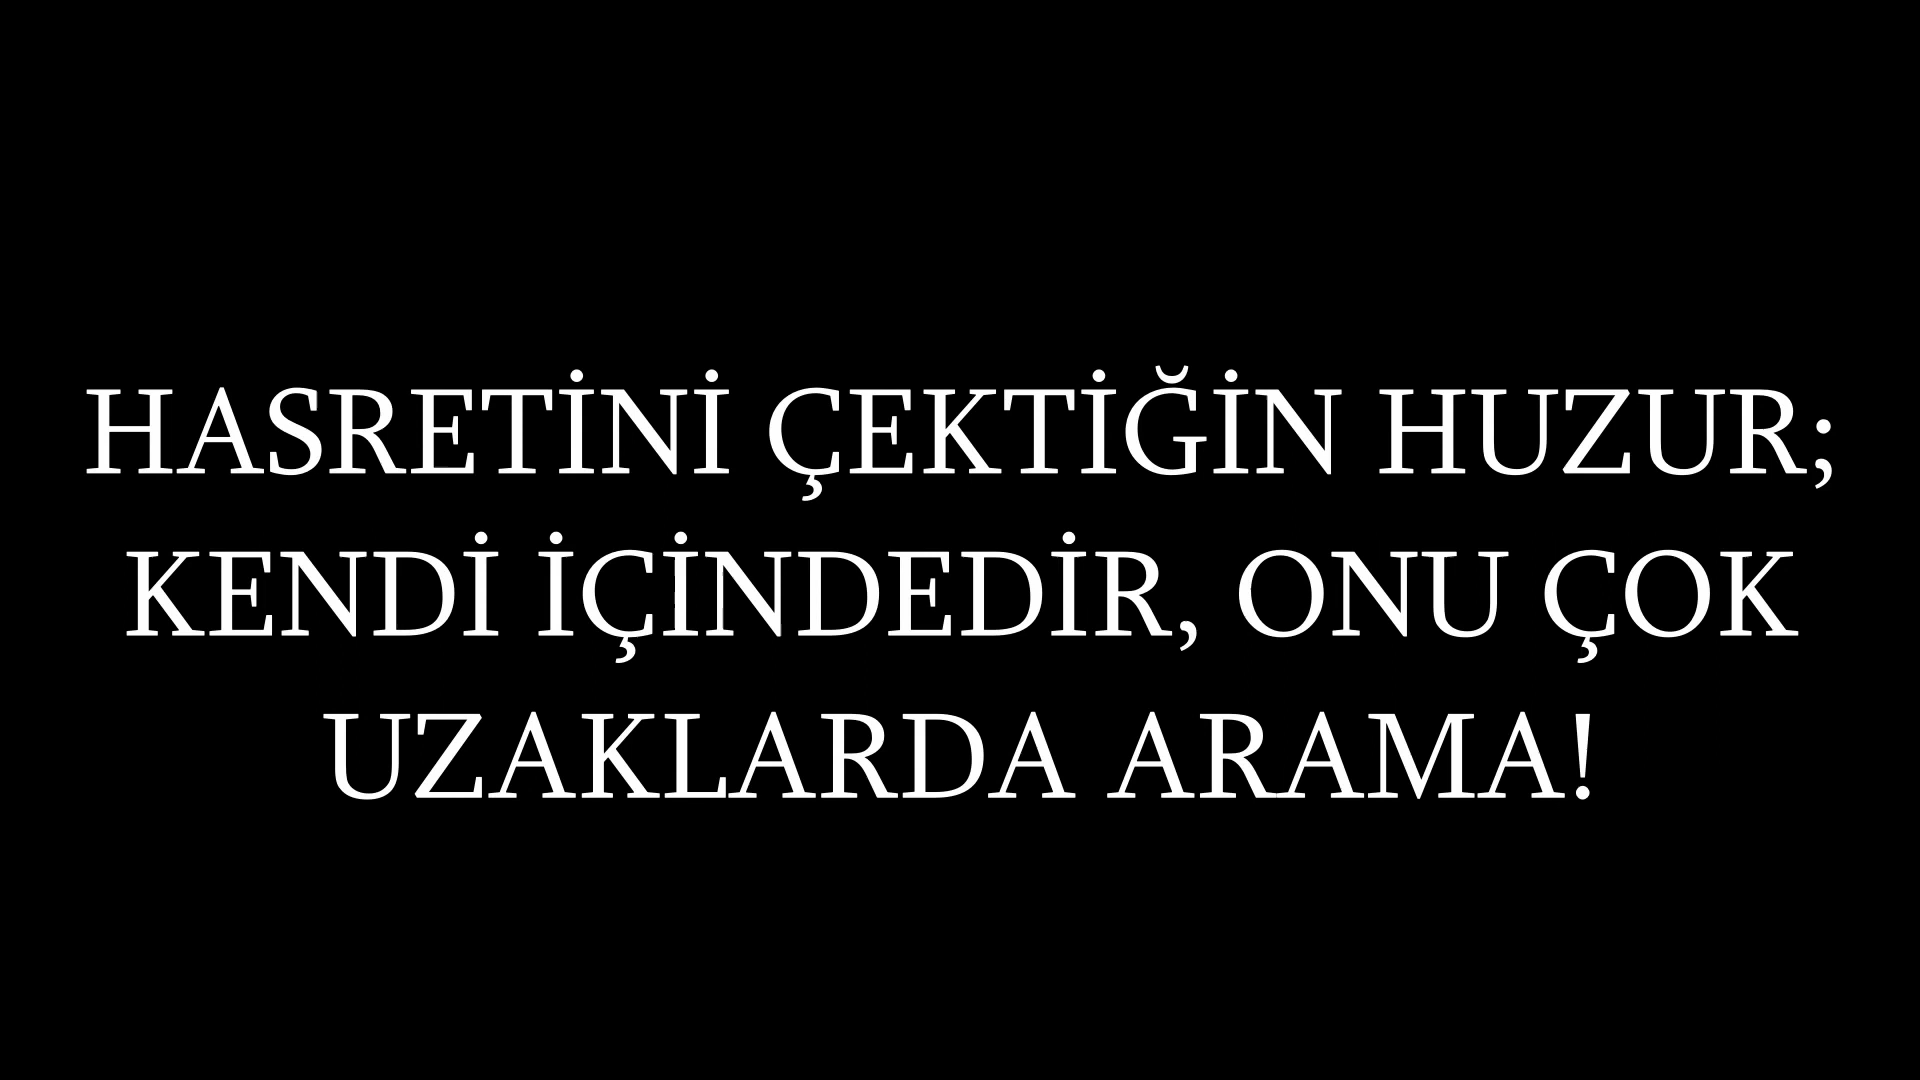 HASRETİNİ ÇEKTİĞİN HUZUR;
KENDİ İÇİNDEDİR, ONU ÇOK
UZAKLARDA ARAMA!